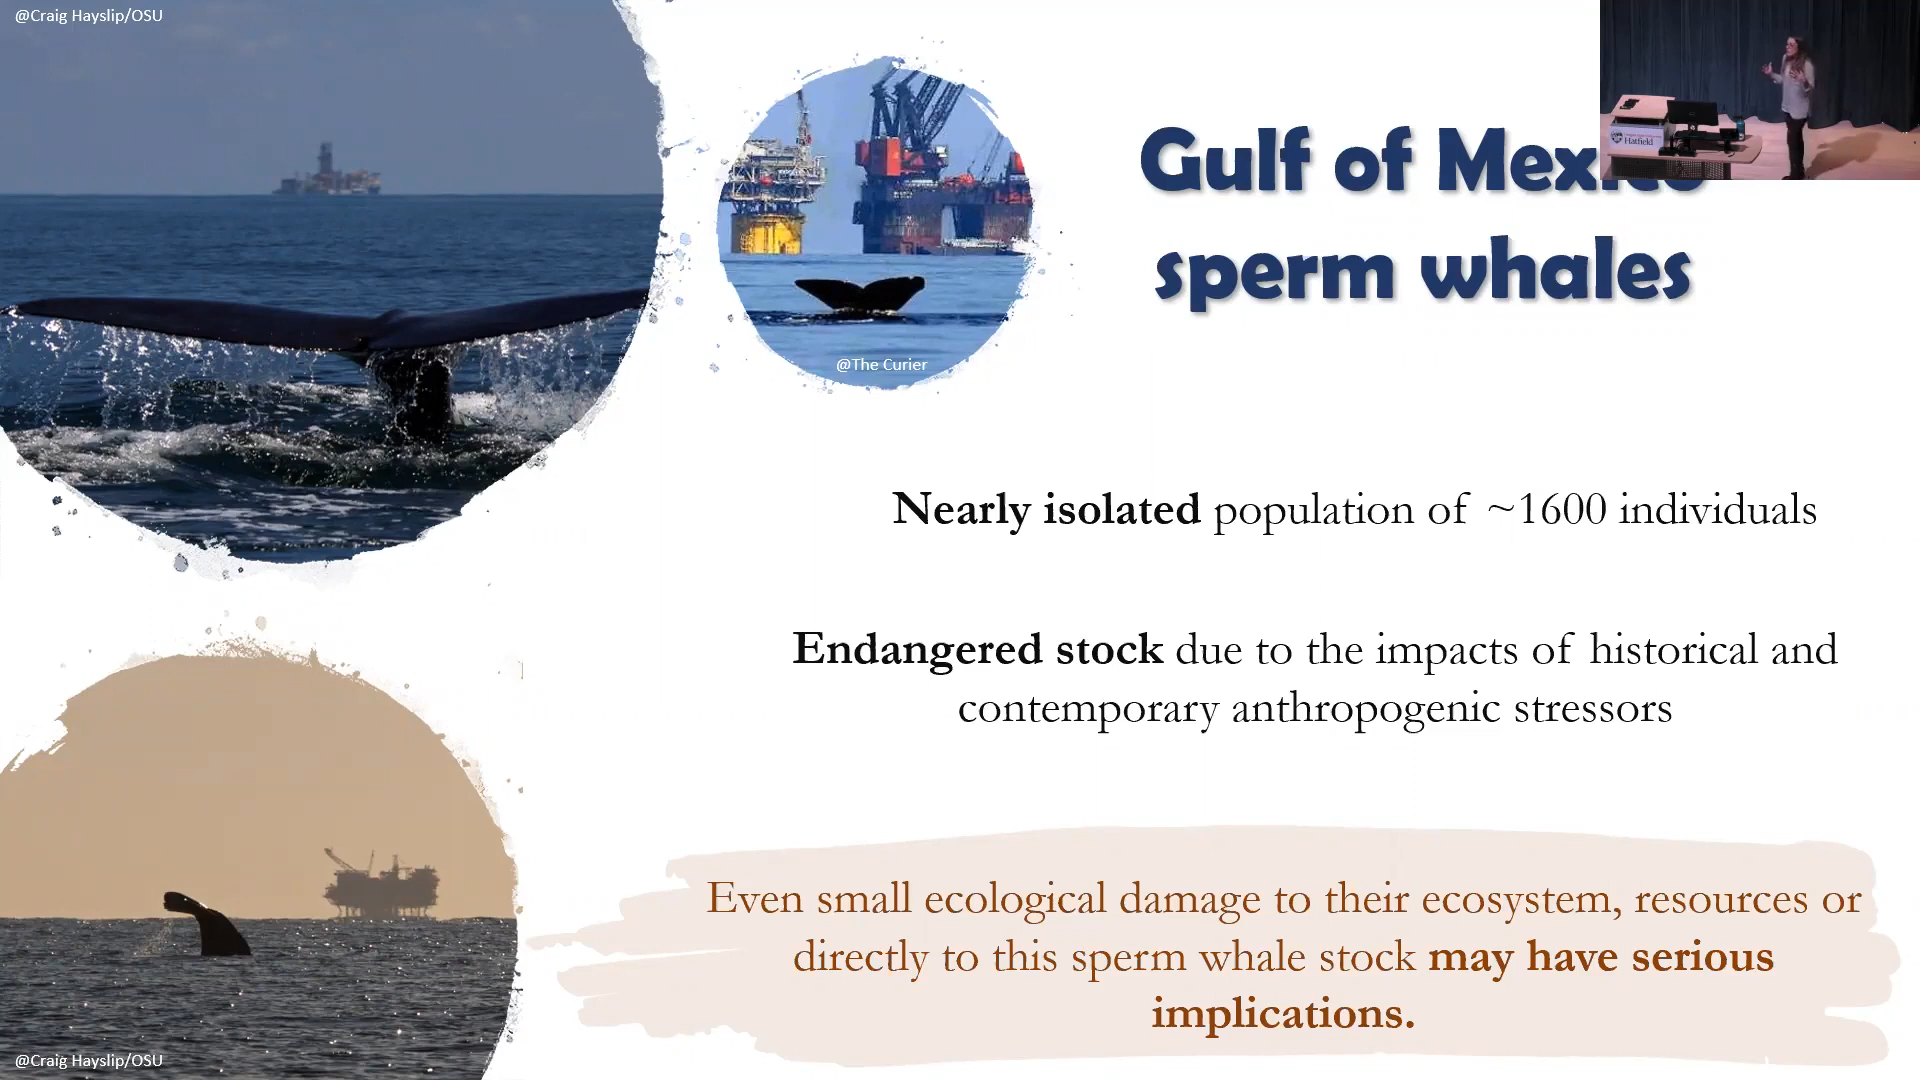 @Craig Hayslip/OSU
Gulf of Mexico
sperm whales
Hatfield
@The Curier
Nearly isolated population of ~1600 individuals
Endangered stock due to the impacts of historical and
contemporary anthropogenic stressors
Even small ecological damage to their ecosystem, resources or
directly to this sperm whale stock may have serious
implications.
@Craig Hayslip/OSU